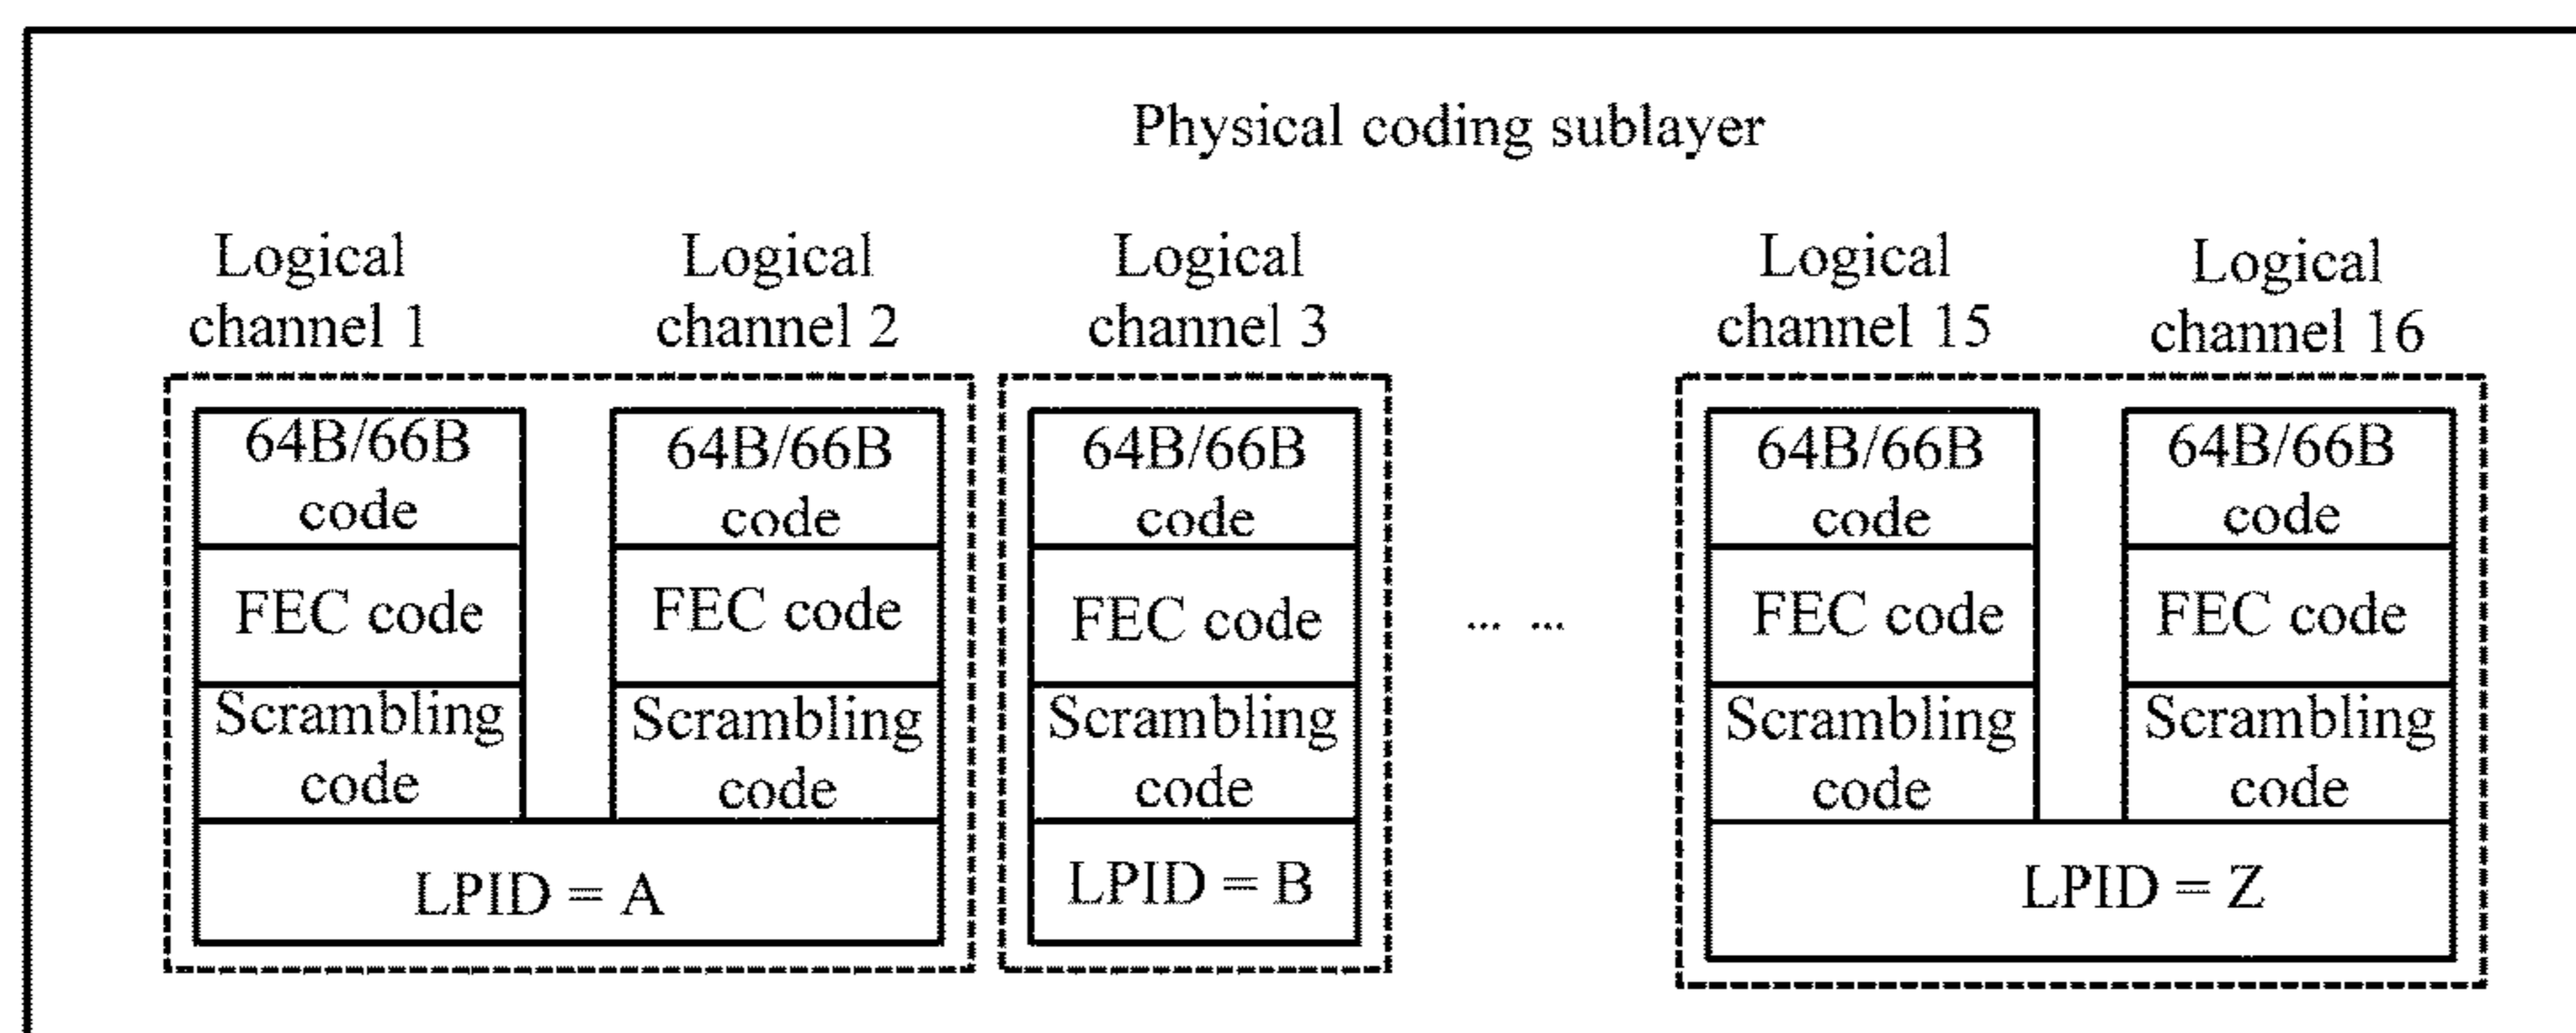 Physical coding sublayer
Logical
channel 1
Logical
channel 2
Logical
channel 3
Logical
channel 15
Logical
channel 16
64B/66B
code
FEC code
Scrambling
code
64B/66B
code
FEC code
Scrambling
code
LPID = A
64B/66B
code
FEC code
Scrambling
code
LPID = B
... ...
64B/66B
code
FEC code
Scrambling
code
64B/66B
code
FEC code
Scrambling
code
LPID = Z